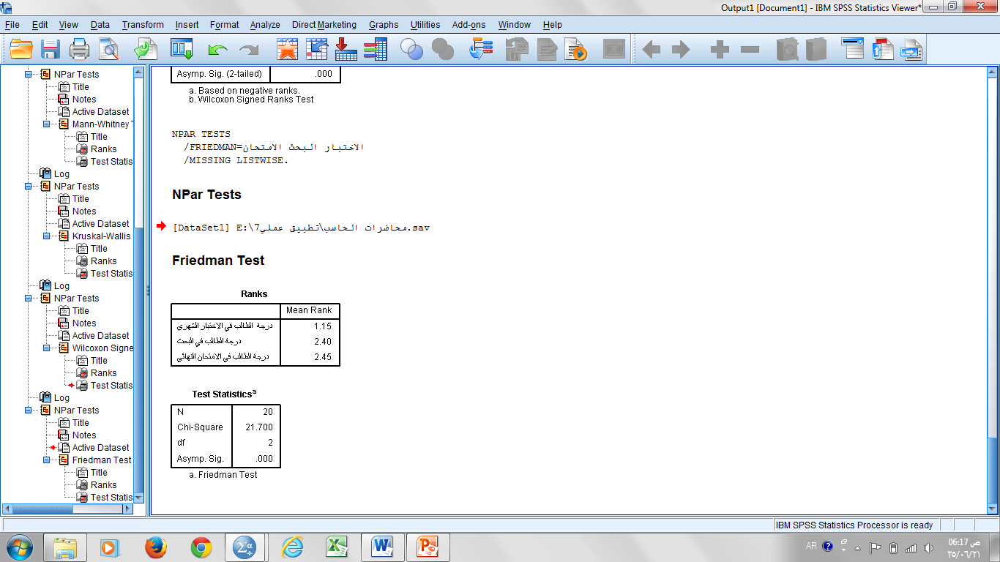 Output1 [Document1] - IBM SPSS Statistics Viewer*
File Edit View Data Transform Insert Format Analyze Direct Marketing Graphs Utilities Add-ons Window Help
NPar Tests
Title
Notes
Active Dataset
Mann-Whitney T
Title
Ranks
Test Statis
Log
NPar Tests
Title
Notes
Active Dataset
Kruskal-Wallis
Title
Ranks
Test Statis
Log
NPar Tests
Title
Notes
Active Dataset
Wilcoxon Signe
Title
Ranks
Test Statis
Log
NPar Tests
Title
Notes
Active Dataset
Friedman Test
Title
Ranks
Test Statis
Asymp. Sig. (2-tailed) .000
a. Based on negative ranks.
b. Wilcoxon Signed Ranks Test
NPAR TESTS
/FRIEDMAN=الاختبار البحث الامتحان
/MISSING LISTWISE.
NPar Tests
[DataSet1] E:\محاضرات الحاسب\تطبيق عملي7.sav
Friedman Test
Ranks
Mean Rank
درجة الطالب في الاختبار الشهري 1.15
درجة الطالب في البحث 2.40
درجة الطالب في الامتحان النهائي 2.45
Test Statisticsa
N 20
Chi-Square 21.700
df 2
Asymp. Sig. .000
a. Friedman Test
IBM SPSS Statistics Processor is ready
AR
06:17 ص
٣٥/٠٦/٢١